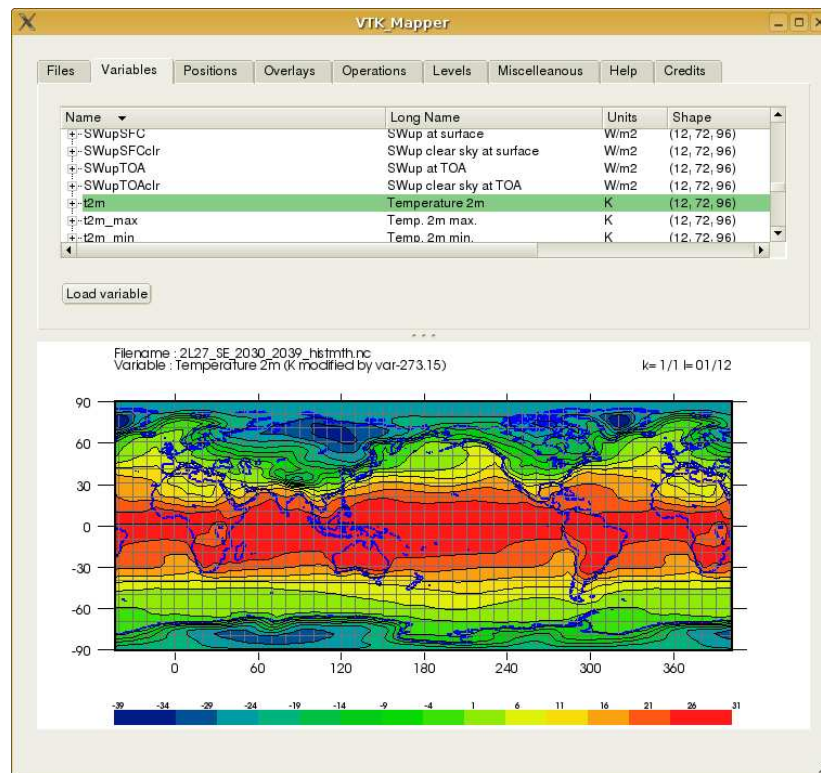 VTK_Mapper
Files Variables Positions Overlays Operations Levels Miscelleanous Help Credits
Name Long Name Units Shape
SWupSFC SWup at surface W/m2 (12, 72, 96)
SWupSFCclr SWup clear sky at surface W/m2 (12, 72, 96)
SWupTOA SWup at TOA W/m2 (12, 72, 96)
SWupTOAclr SWup clear sky at TOA W/m2 (12, 72, 96)
t2m Temperature 2m K (12, 72, 96)
t2m_max Temp. 2m max. K (12, 72, 96)
t2m_min Temp. 2m min. K (12, 72, 96)
Load variable
Filename : 2L27_SE_2030_2039_histmth.nc
Variable : Temperature 2m (K modified by var-273.15) k= 1/1 l= 01/12
90
60
30
0
-30
-60
-90
0 60 120 180 240 300 360
-39 -34 -29 -24 -19 -14 -9 -4 1 6 11 16 21 26 31